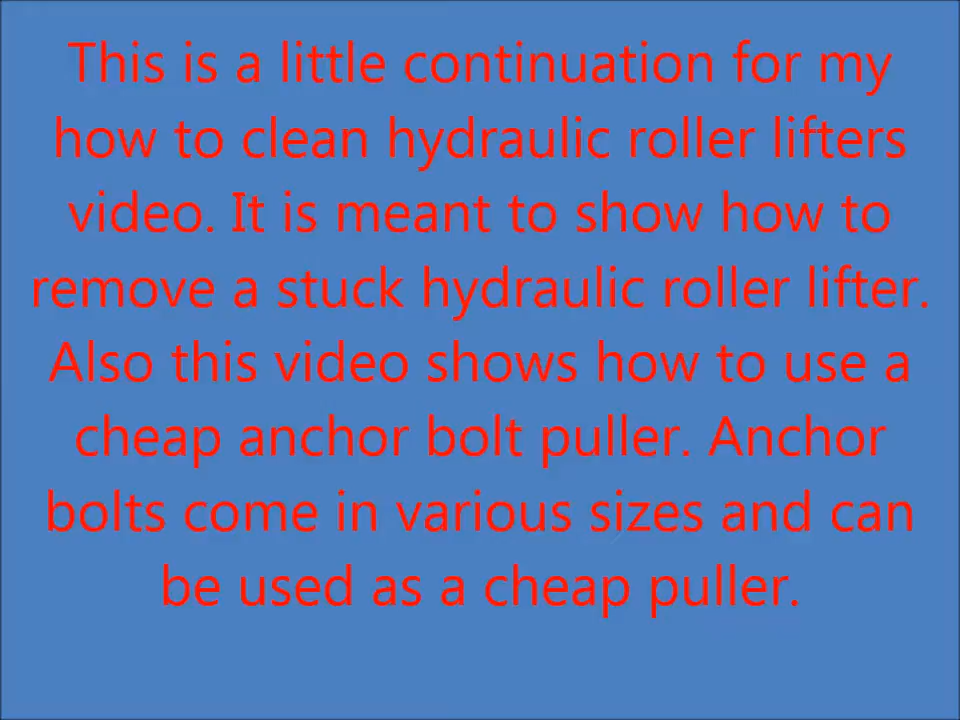 This is a little continuation for my
how to clean hydraulic roller lifters
video. It is meant to show how to
remove a stuck hydraulic roller lifter.
Also this video shows how to use a
cheap anchor bolt puller. Anchor
bolts come in various sizes and can
be used as a cheap puller.